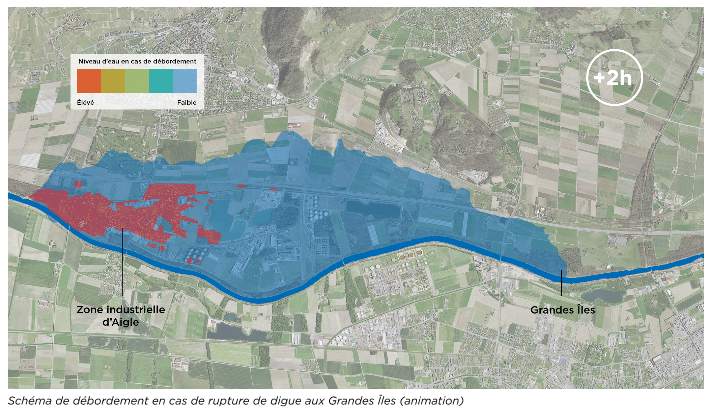 Niveau d'eau en cas de débordement
Élévé
Faible
+2h
Zone industrielle
d'Aigle
Grandes Îles
Schéma de débordement en cas de rupture de digue aux Grandes Îles (animation)